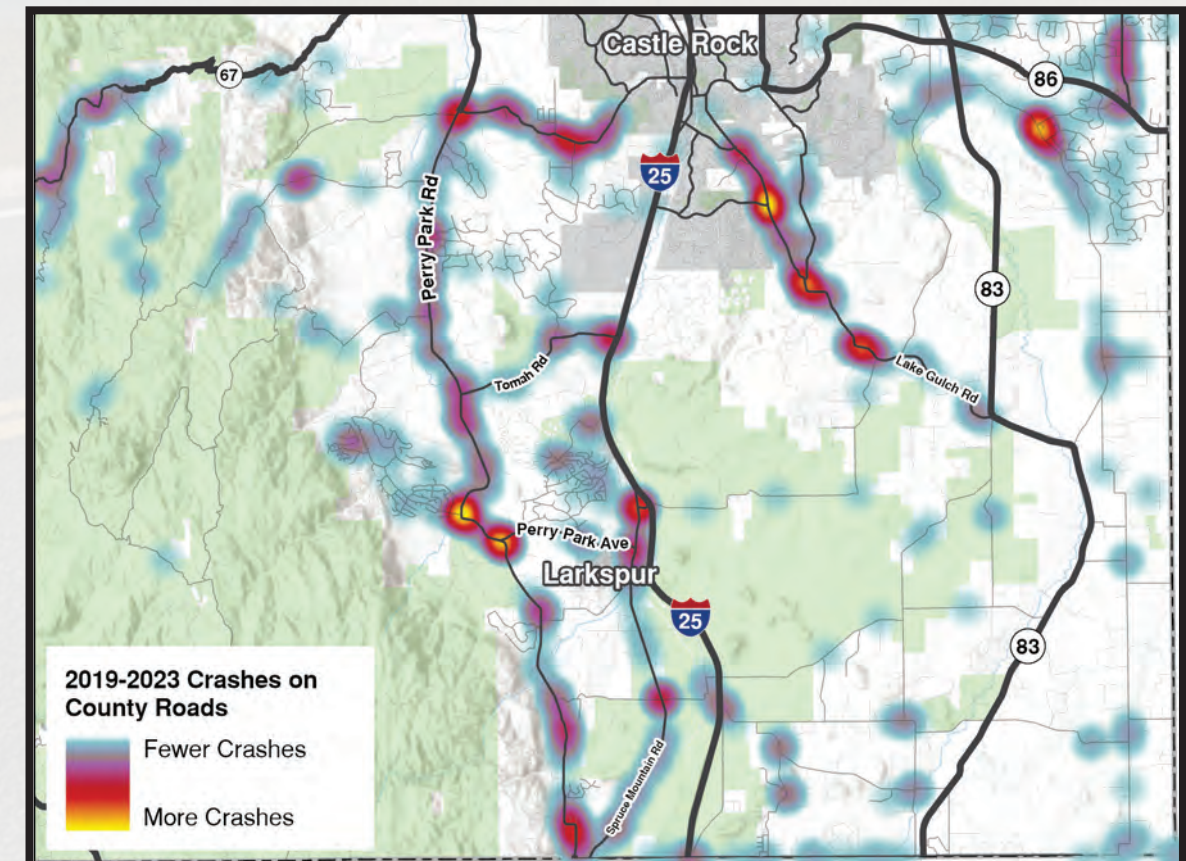 Castle Rock
67
86
25
Perry Park Rd
83
Tomah Rd
Lake Gulch Rd
Perry Park Ave
Larkspur
25
83
2019-2023 Crashes on
County Roads
Fewer Crashes
More Crashes
Spruce Mountain Rd